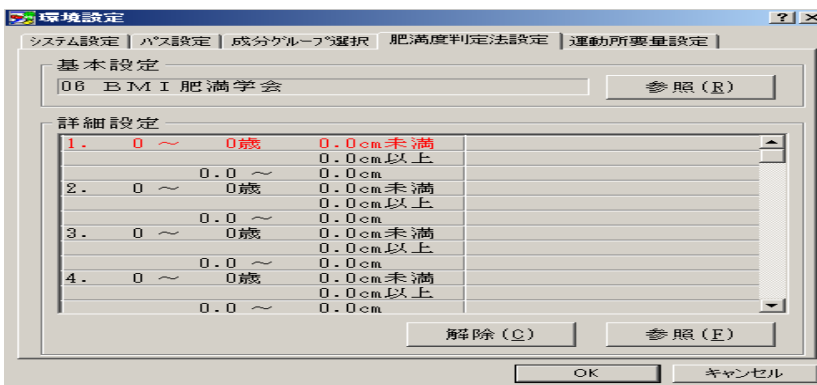 環境設定
システム設定 パス設定 成分グループ選択 肥満度判定法設定 運動所要量設定
基本設定
06 BMI肥満学会 参照(R)
詳細設定
1. 0 ～ 0歳 0.0cm未満
0.0cm以上
0.0 ～ 0.0cm
2. 0 ～ 0歳 0.0cm未満
0.0cm以上
0.0 ～ 0.0cm
3. 0 ～ 0歳 0.0cm未満
0.0cm以上
0.0 ～ 0.0cm
4. 0 ～ 0歳 0.0cm未満
0.0cm以上
0.0 ～ 0.0cm
解除(C) 参照(F)
OK キャンセル